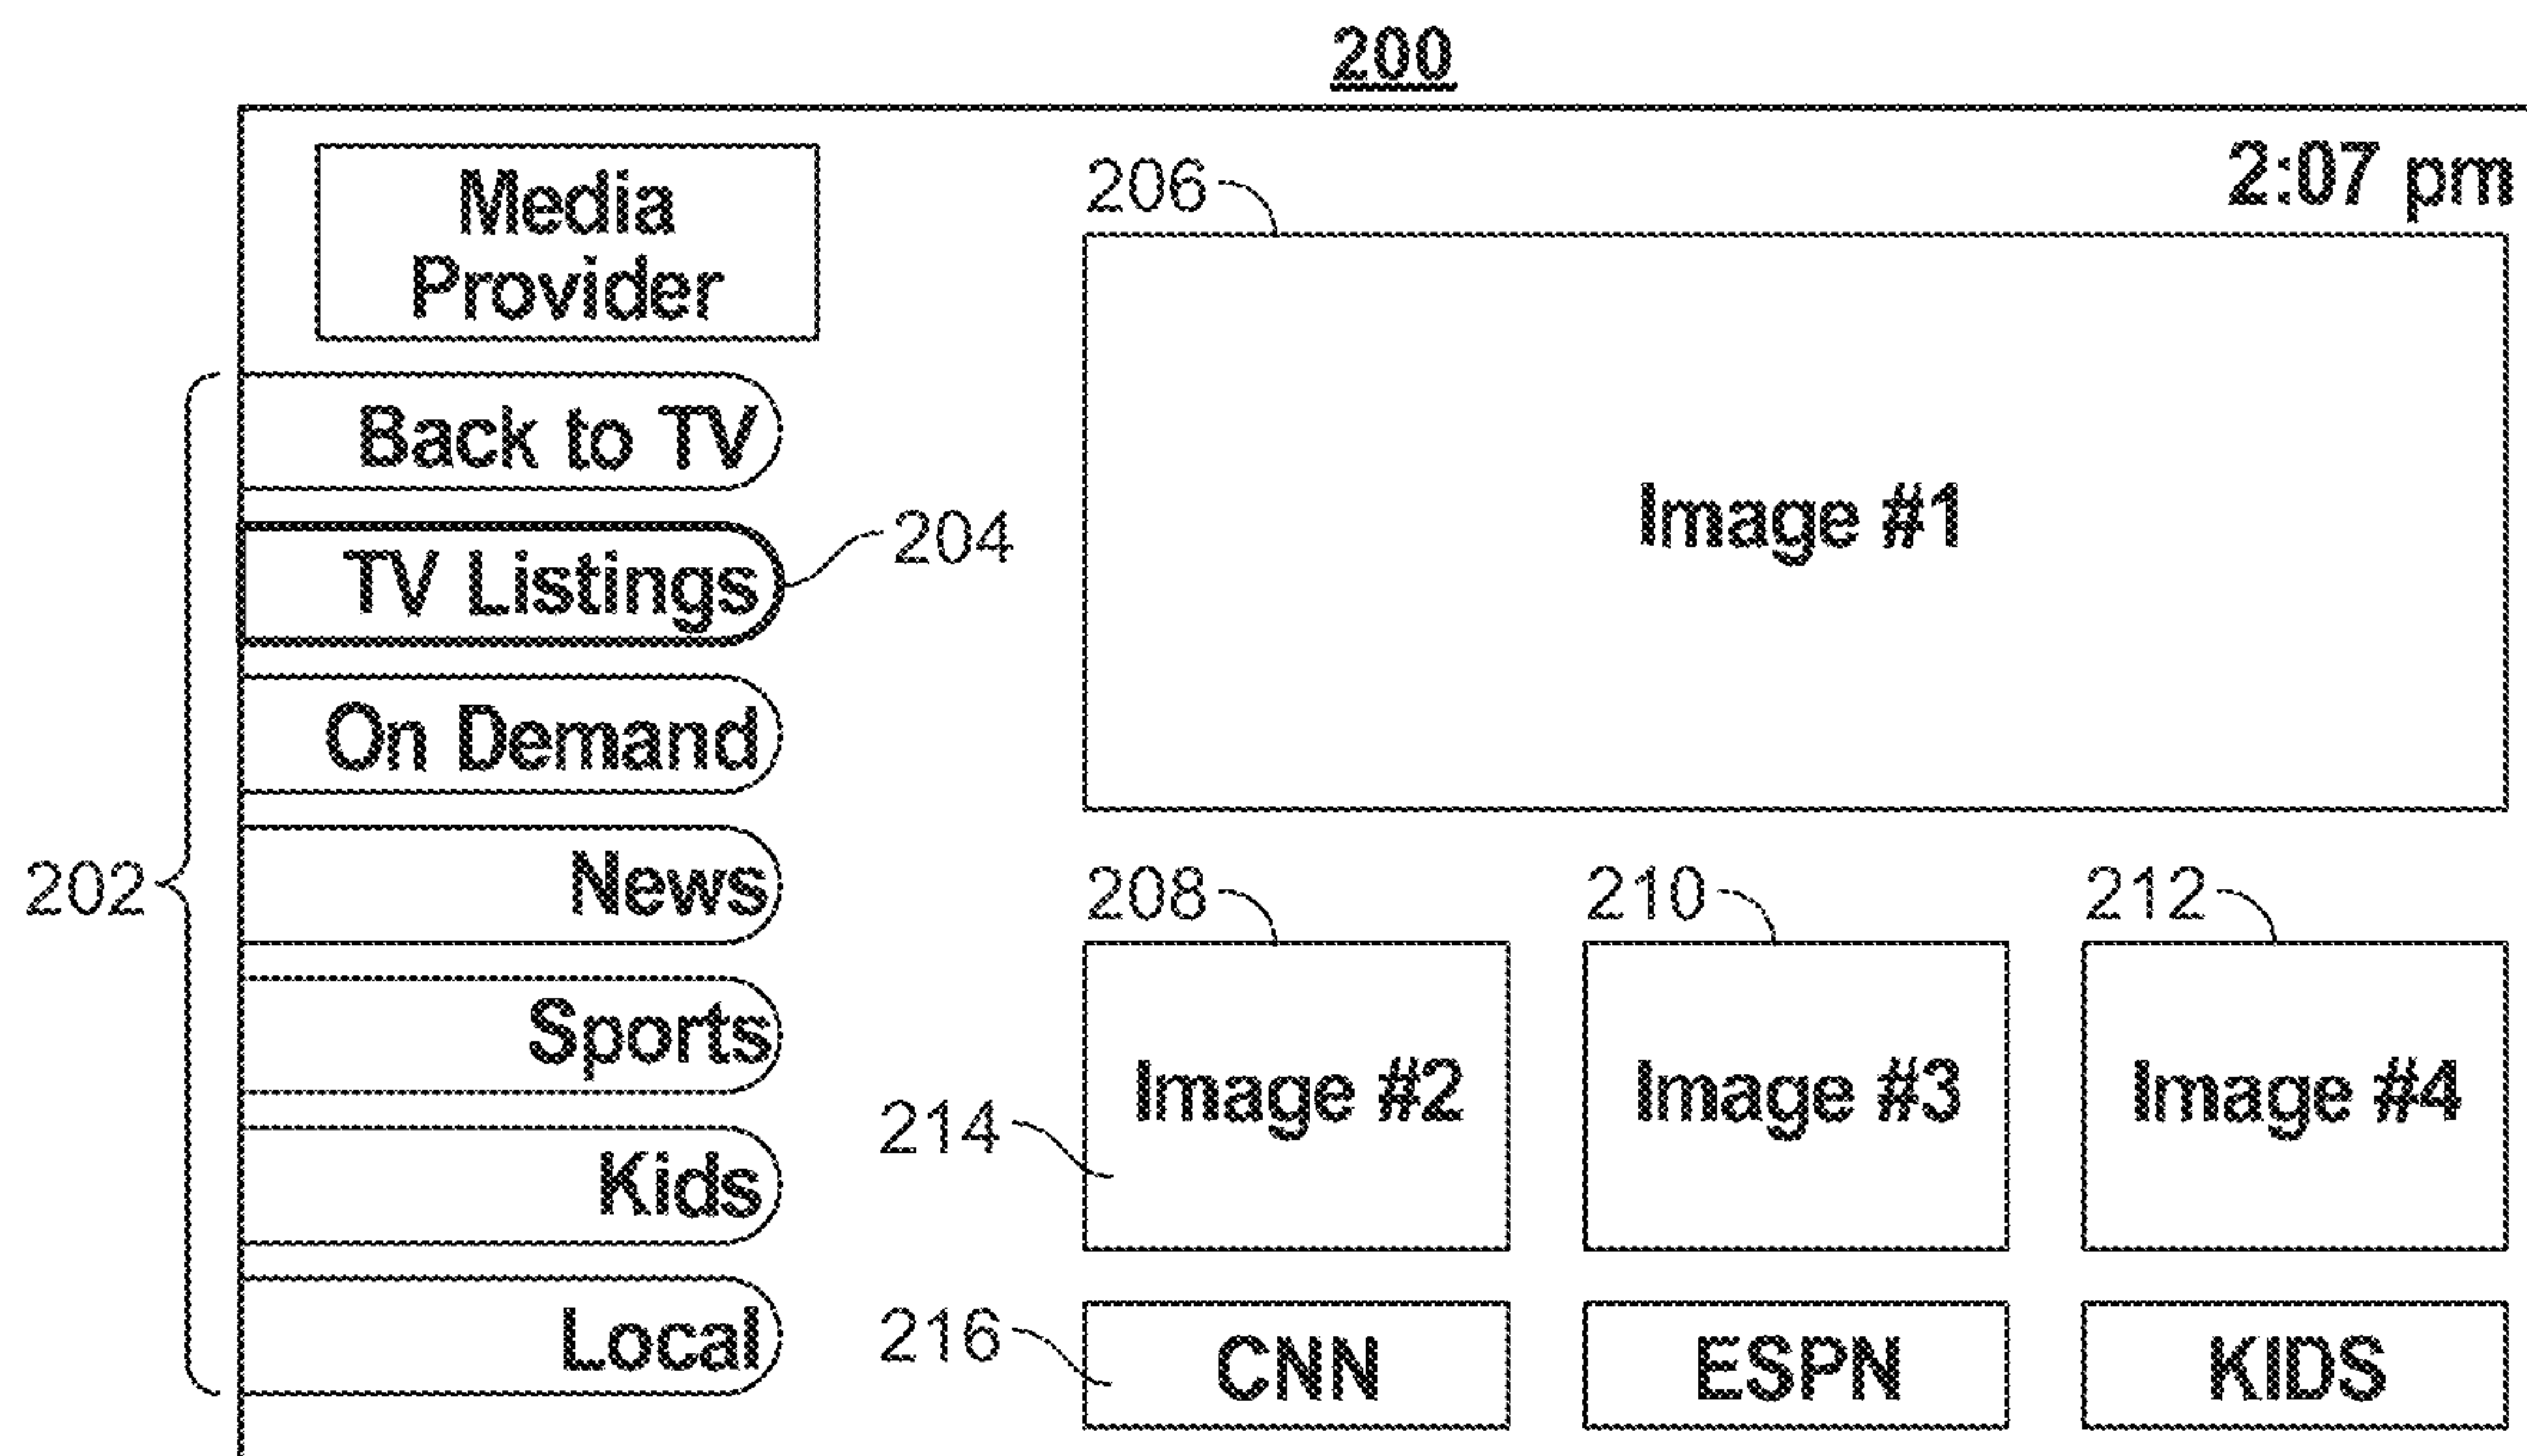 200
2:07 pm
Media
Provider
206
Back to TV
Image #1
204
TV Listings
On Demand
202
News
208
210
212
Sports
Image #2
Image #3
Image #4
214
Kids
216
Local
CNN
ESPN
KIDS